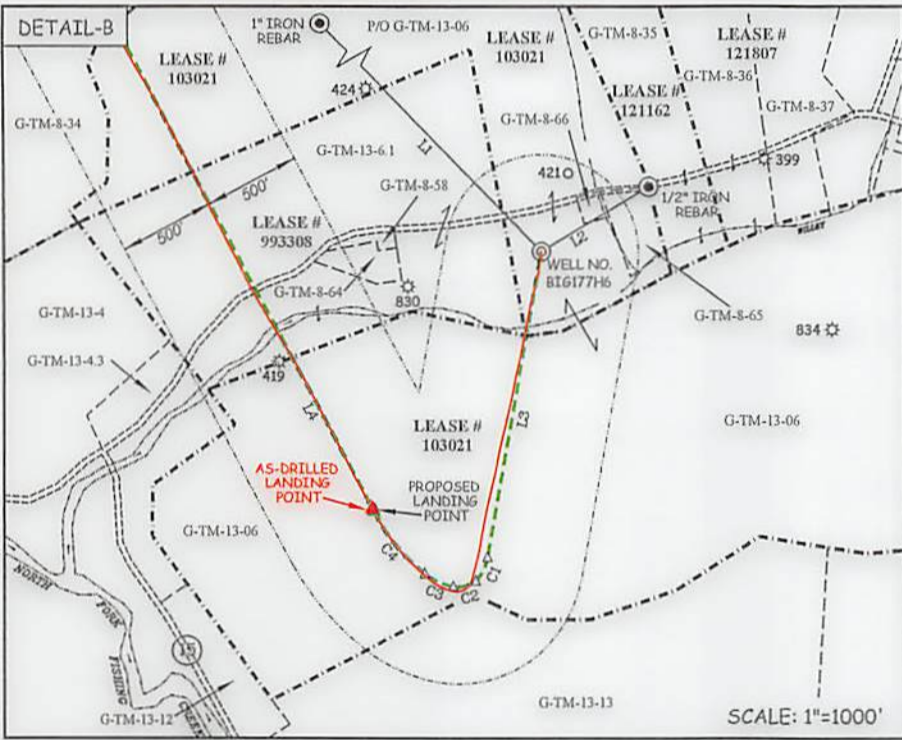 DETAIL-B
1" IRON
REBAR
P/O G-TM-13-06
LEASE #
103021
LEASE #
103021
G-TM-8-35
LEASE #
121807
G-TM-8-36
424
LEASE #
121162
G-TM-8-37
G-TM-8-34
L1
G-TM-8-66
G-TM-13-6.1
399
421
G-TM-8-58
1/2" IRON
REBAR
500'
500'
LEASE #
993308
L2
WELL NO.
BIG177H6
G-TM-8-64
830
G-TM-8-65
G-TM-13-4
834
G-TM-13-4.3
419
L4
L3
LEASE #
103021
G-TM-13-06
AS-DRILLED
LANDING
POINT
PROPOSED
LANDING
POINT
G-TM-13-06
C4
C3
C2
C1
NORTH
FORK
FISHING
CREEK
G-TM-13-12
G-TM-13-13
SCALE: 1"=1000'